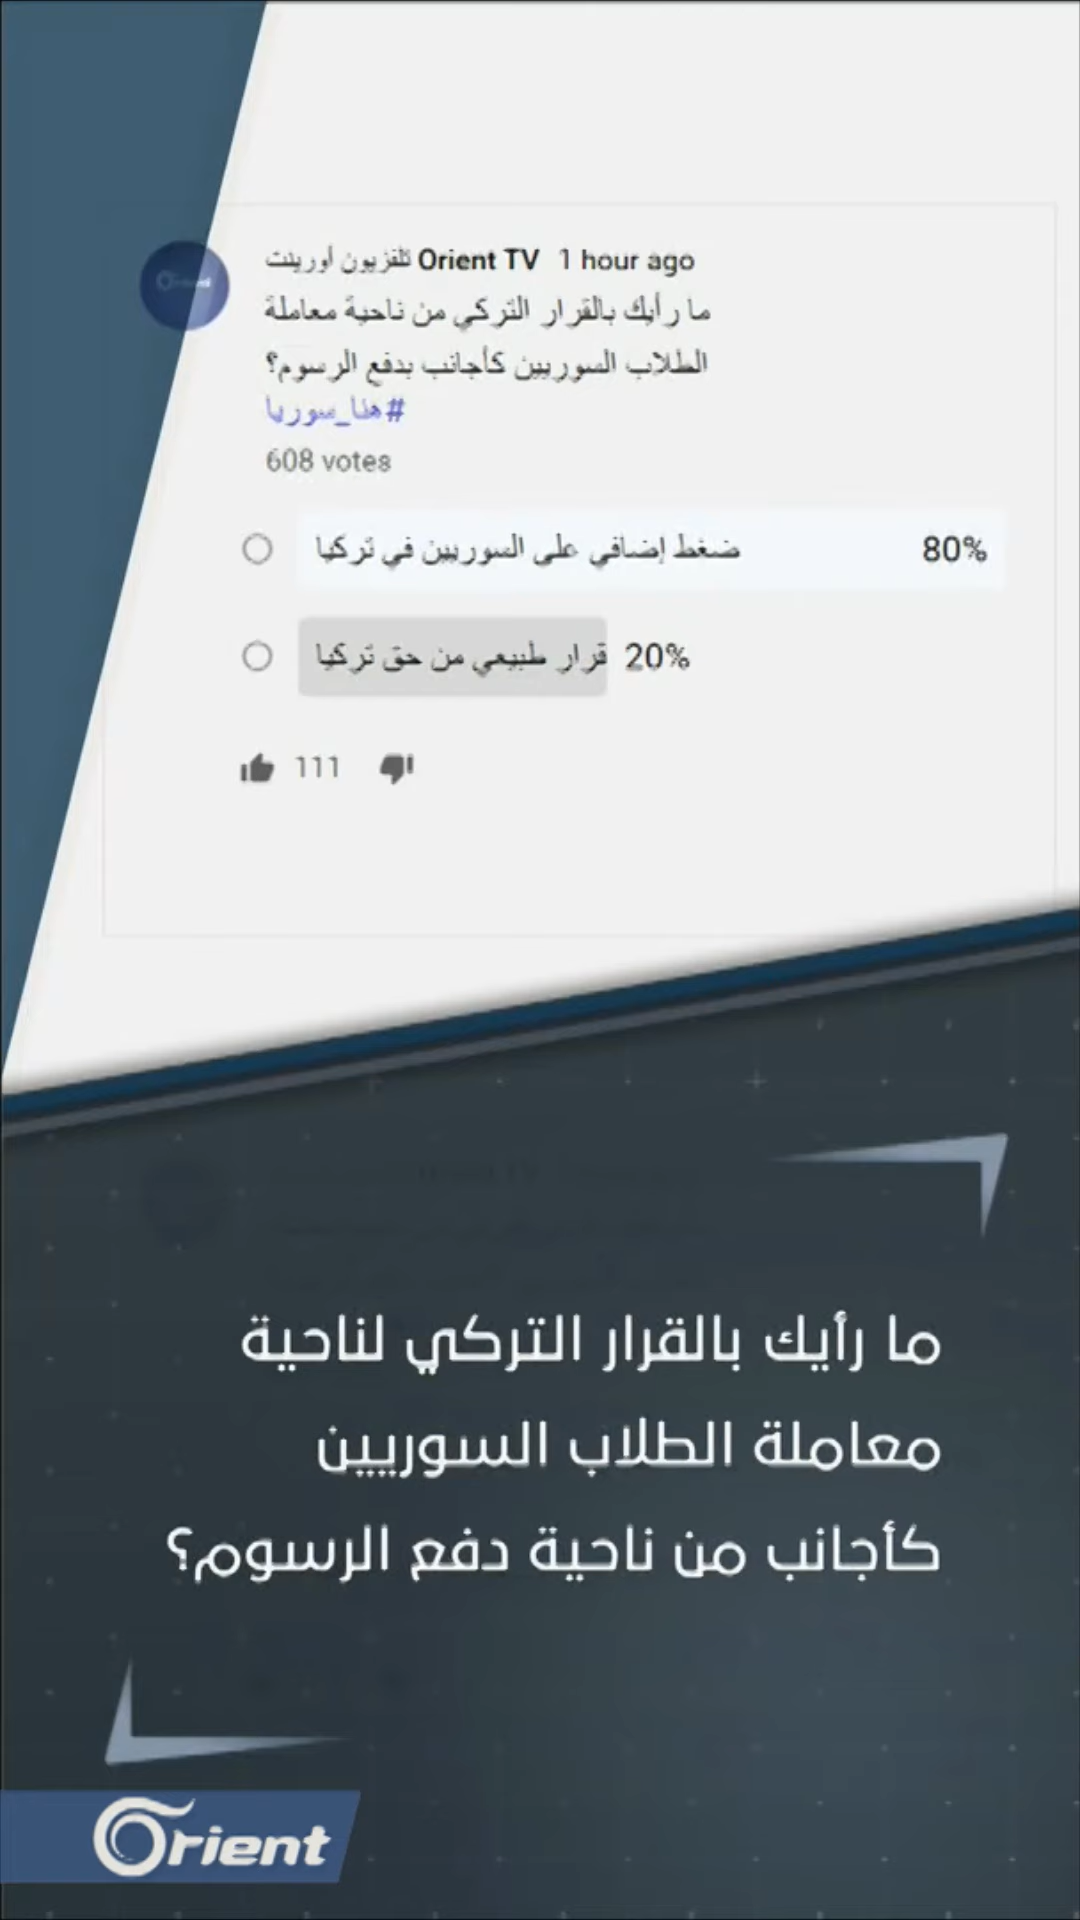 Orient
تلفزيون أورينت Orient TV 1 hour ago
ما رأيك بالقرار التركي من ناحية معاملة
الطلاب السوريين كأجانب بدفع الرسوم؟
#هنا_سوريا
608 votes
ضغط إضافي على السوريين في تركيا 80%
قرار طبيعي من حق تركيا 20%
111
ما رأيك بالقرار التركي لناحية
معاملة الطلاب السوريين
كأجانب من ناحية دفع الرسوم؟
Orient